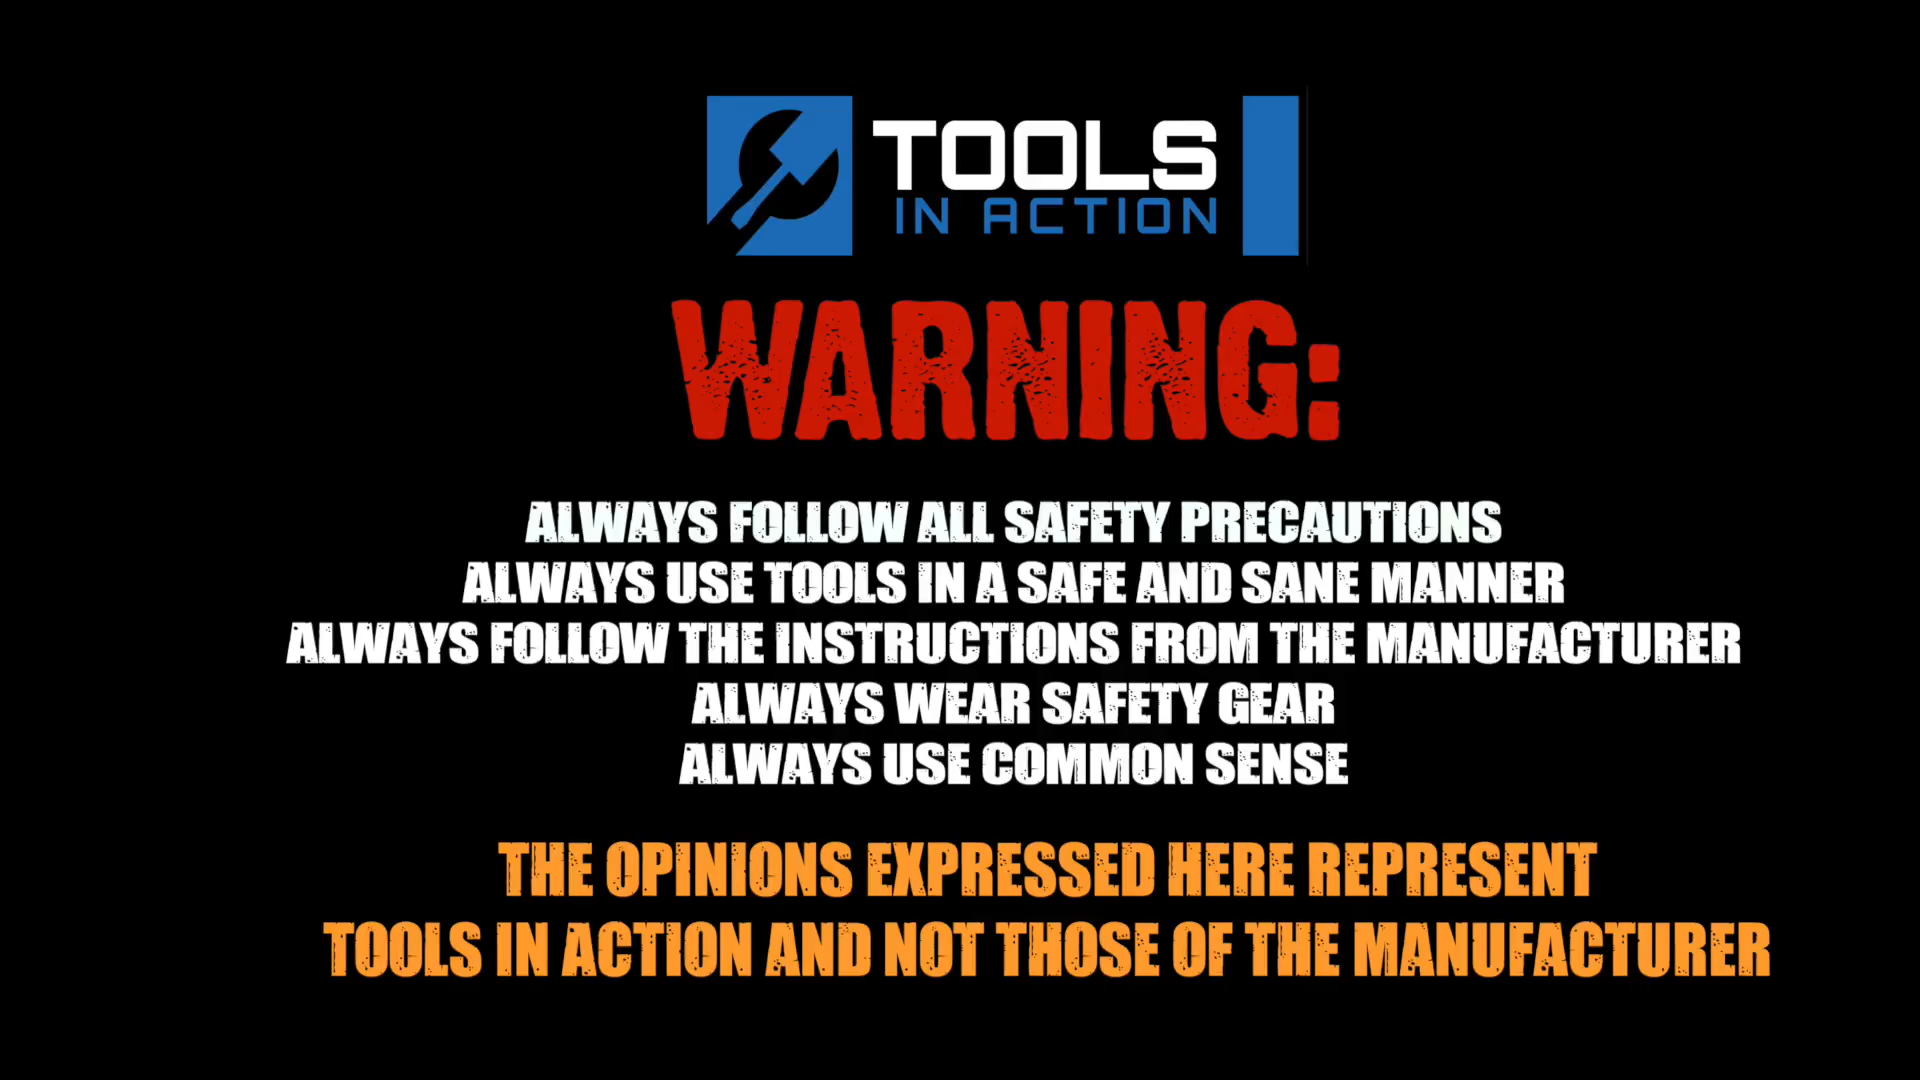 TOOLS
IN ACTION
WARNING:
ALWAYS FOLLOW ALL SAFETY PRECAUTIONS
ALWAYS USE TOOLS IN A SAFE AND SANE MANNER
ALWAYS FOLLOW THE INSTRUCTIONS FROM THE MANUFACTURER
ALWAYS WEAR SAFETY GEAR
ALWAYS USE COMMON SENSE
THE OPINIONS EXPRESSED HERE REPRESENT
TOOLS IN ACTION AND NOT THOSE OF THE MANUFACTURER